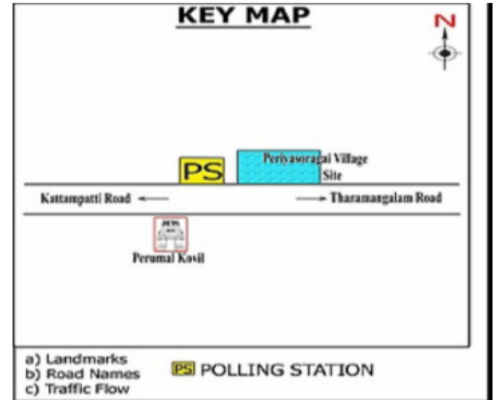 KEY MAP
N
PS
Periyasoragai Village
Site
Kattampatti Road
Tharamangalam Road
Perumal Kovil
a) Landmarks
b) Road Names
c) Traffic Flow
PS POLLING STATION